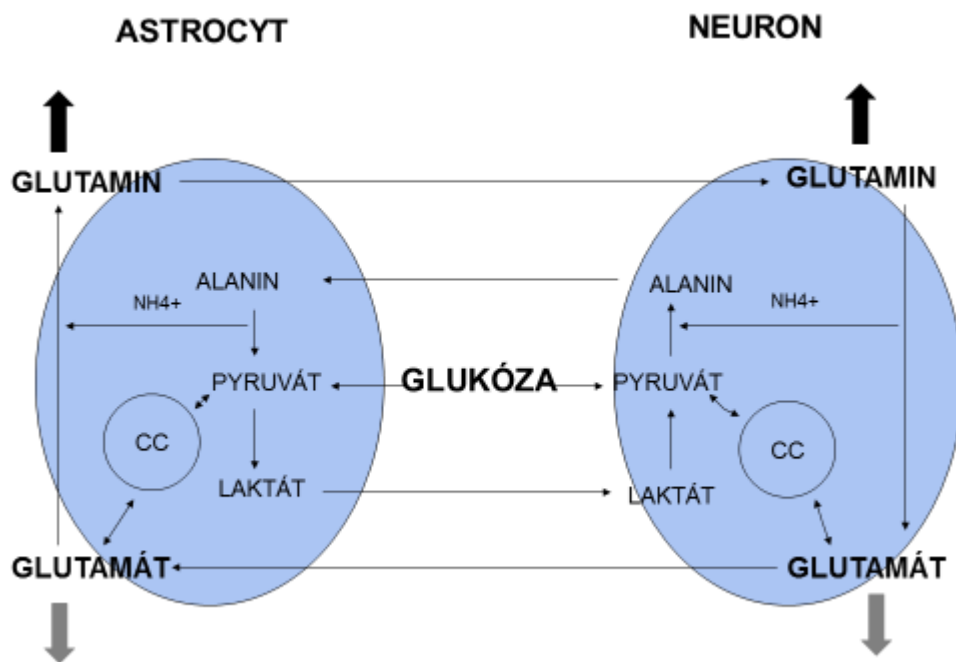 ASTROCYT
NEURON
GLUTAMIN
GLUTAMIN
ALANIN
ALANIN
NH4+
NH4+
PYRUVÁT
GLUKÓZA
PYRUVÁT
CC
CC
LAKTÁT
LAKTÁT
GLUTAMÁT
GLUTAMÁT